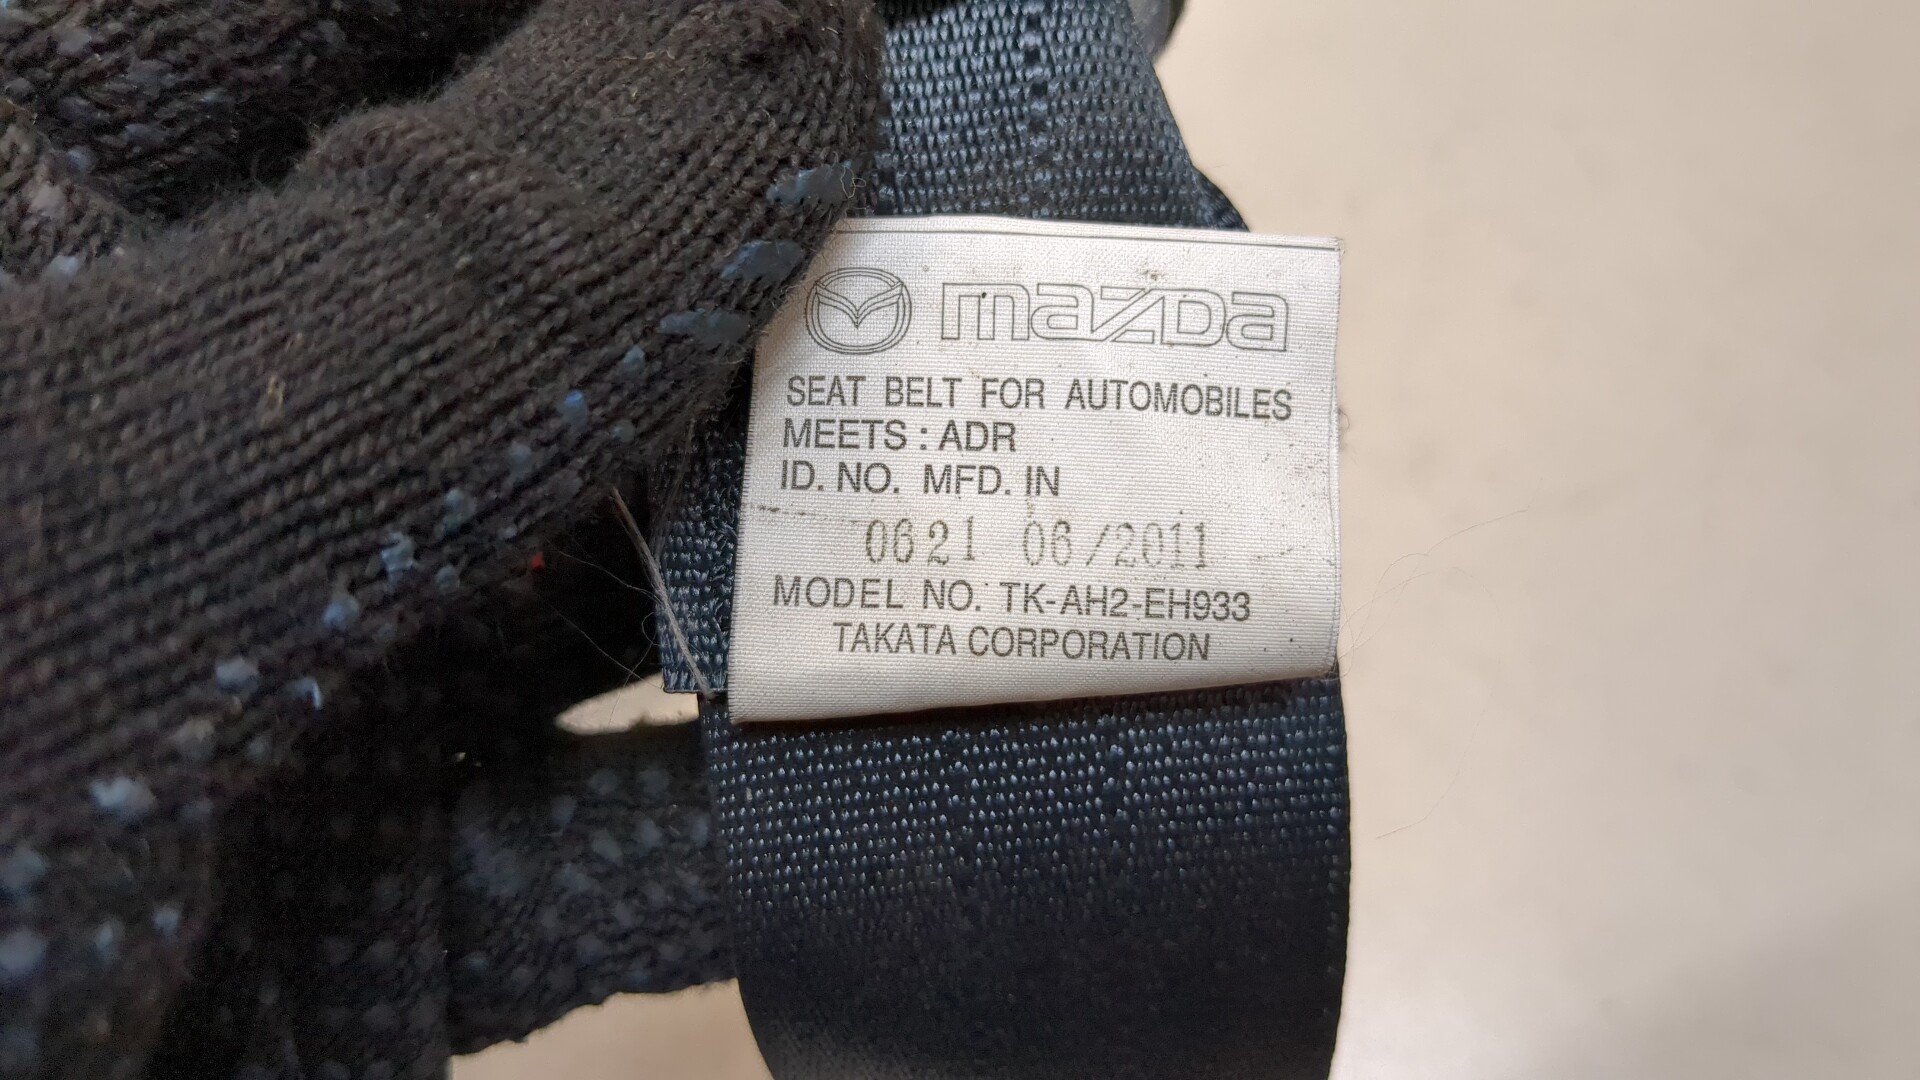 mazda
SEAT BELT FOR AUTOMOBILES
MEETS : ADR
ID. NO. MFD. IN
0621 06/2011
MODEL NO. TK-AH2-EH933
TAKATA CORPORATION